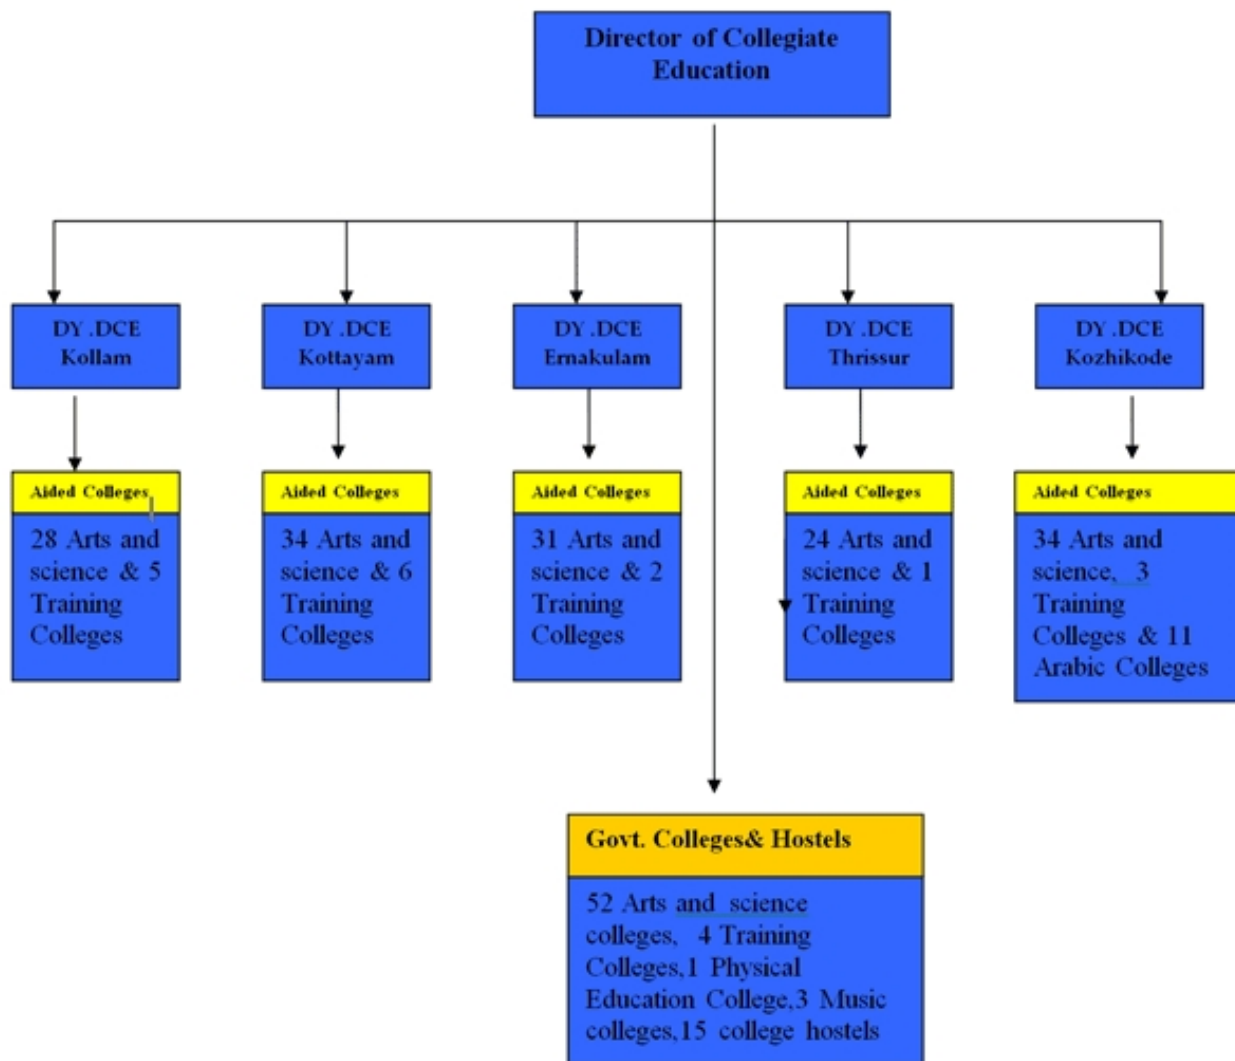 Director of Collegiate
Education
DY .DCE
Kollam
DY .DCE
Kottayam
DY .DCE
Ernakulam
DY .DCE
Thrissur
DY .DCE
Kozhikode
Aided Colleges
28 Arts and
science & 5
Training
Colleges
Aided Colleges
34 Arts and
science & 6
Training
Colleges
Aided Colleges
31 Arts and
science & 2
Training
Colleges
Aided Colleges
24 Arts and
science & 1
Training
Colleges
Aided Colleges
34 Arts and
science, 3
Training
Colleges & 11
Arabic Colleges
Govt. Colleges& Hostels
52 Arts and science
colleges, 4 Training
Colleges,1 Physical
Education College,3 Music
colleges,15 college hostels